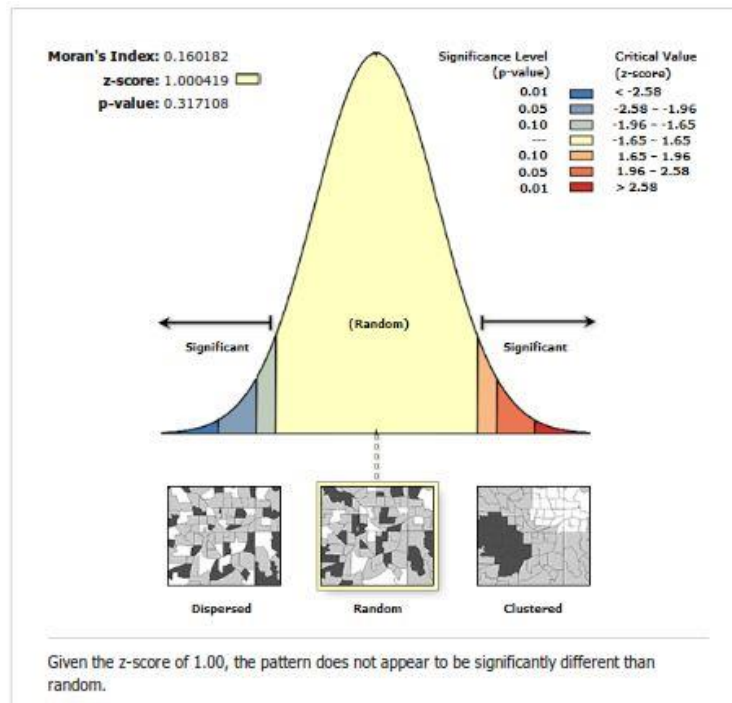 Moran's Index: 0.160182
z-score: 1.000419
p-value: 0.317108
Significance Level
(p-value)
Critical Value
(z-score)
0.01 < -2.58
0.05 -2.58 – -1.96
0.10 -1.96 – -1.65
--- -1.65 – 1.65
0.10 1.65 – 1.96
0.05 1.96 – 2.58
0.01 > 2.58
(Random)
Significant
Significant
Dispersed
Random
Clustered
Given the z-score of 1.00, the pattern does not appear to be significantly different than
random.